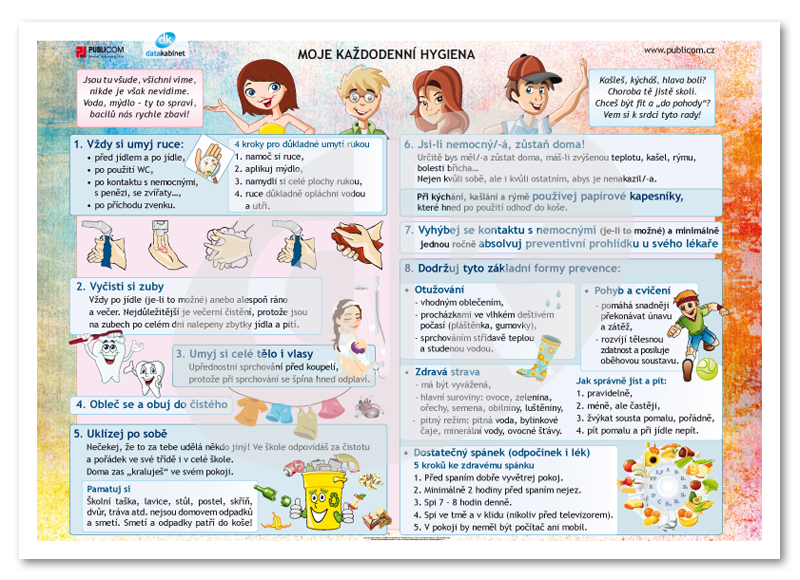 PUBLICOM
dk
datakabinet
MOJE KAŽDODENNÍ HYGIENA
www.publicom.cz
Jsou tu všude, všichni víme,
nikde je však nevidíme.
Voda, mýdlo - ty to spraví,
bacilů nás rychle zbaví!
Kašleš, kýcháš, hlava bolí?
Choroba tě jistě skolí.
Chceš být fit a „do pohody"?
Vem si k srdci tyto rady!
1. Vždy si umyj ruce:
• před jídlem a po jídle,
• po použití WC,
• po kontaktu s nemocnými,
s penězi, se zvířaty…,
• po příchodu zvenku.
4 kroky pro důkladné umytí rukou
1. namoč si ruce,
2. aplikuj mýdlo,
3. namydli si celé plochy rukou,
4. ruce důkladně opláchni vodou
a utři.
2. Vyčisti si zuby
Vždy po jídle (je-li to možné) anebo alespoň ráno
a večer. Nejdůležitější je večerní čistění, protože jsou
na zubech po celém dni nalepeny zbytky jídla a pití.
3. Umyj si celé tělo i vlasy
Upřednostni sprchování před koupelí,
protože při sprchování se špína hned odplaví.
4. Obleč se a obuj do čistého
5. Uklízej po sobě
Nečekej, že to za tebe udělá někdo jiný! Ve škole odpovídáš za čistotu
a pořádek ve své třídě i v celé škole.
Doma zas „kraluješ" ve svém pokoji.
Pamatuj si
Školní taška, lavice, stůl, postel, skříň,
dvůr, tráva atd. nejsou domovem odpadků
a smetí. Smetí a odpadky patří do koše!
6. Jsi-li nemocný/-á, zůstaň doma!
Určitě bys měl/-a zůstat doma, máš-li zvýšenou teplotu, kašel, rýmu,
bolestí břicha…
Nejen kvůli sobě, ale i kvůli ostatním, abys je nenakazil/-a.
Při kýchání, kašlání a rýmě používej papírové kapesníky,
které hned po použití odhoď do koše.
7. Vyhýbej se kontaktu s nemocnými (je-li to možné) a minimálně
jednou ročně absolvuj preventivní prohlídku u svého lékaře
8. Dodržuj tyto základní formy prevence:
• Otužování
- vhodným oblečením,
- procházkami ve vlhkém deštivém
počasí (pláštěnka, gumovky),
- sprchováním střídavě teplou
a studenou vodou.
• Pohyb a cvičení
- pomáhá snadněji
překonávat únavu
a zátěž,
- rozvíjí tělesnou
zdatnost a posiluje
oběhovou soustavu.
• Zdravá strava
- má být vyvážená,
- hlavní suroviny: ovoce, zelenina,
ořechy, semena, obilniny, luštěniny,
- pitný režim: pitná voda, bylinkové
čaje, minerální vody, ovocné šťávy.
Jak správně jíst a pít:
1. pravidelně,
2. méně, ale častěji,
3. žvýkat sousta pomalu, pořádně,
4. pít pomalu a při jídle nepít.
• Dostatečný spánek (odpočinek i lék)
5 kroků ke zdravému spánku
1. Před spaním dobře vyvětrej pokoj.
2. Minimálně 2 hodiny před spaním nejez.
3. Spi 7 - 8 hodin denně.
4. Spi ve tmě a v klidu (nikoliv před televizorem).
5. V pokoji by neměl být počítač ani mobil.